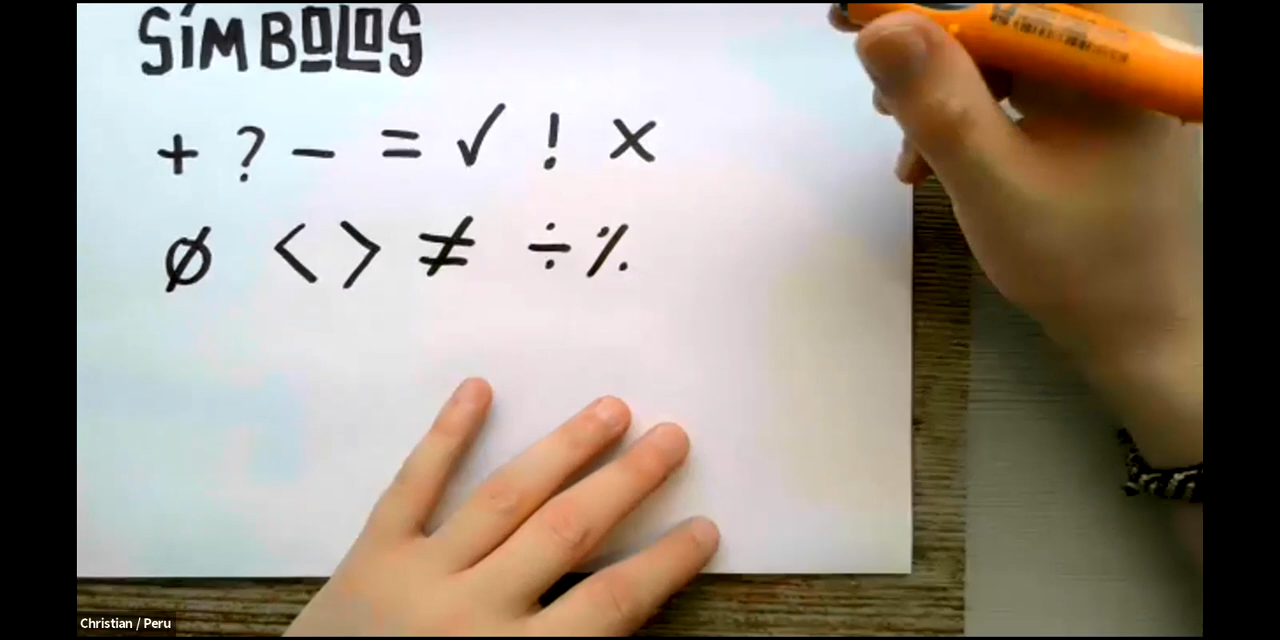 SÍMBOLOS
+ ? - = ✓ ! ×
Ø < > ≠ ÷ %
Christian / Peru